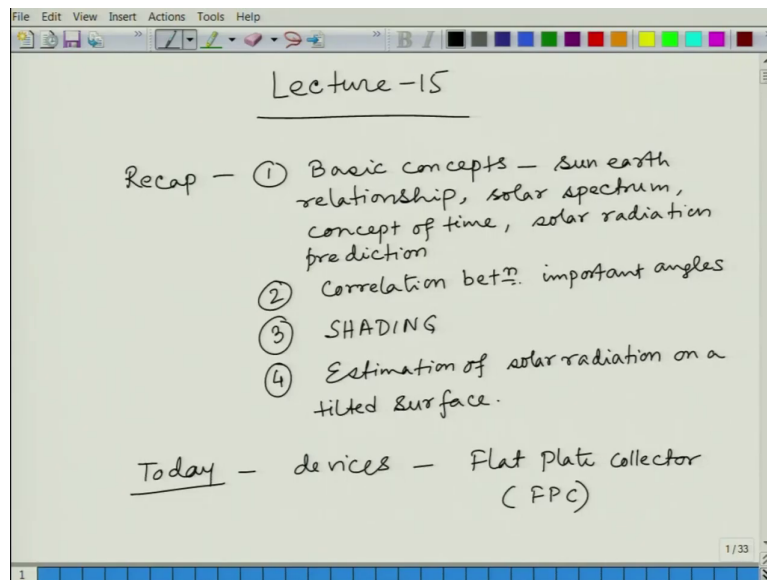 File Edit View Insert Actions Tools Help
B I
Lecture-15
Recap - ① Basic concepts - sun earth
relationship, solar spectrum,
concept of time, solar radiation
prediction
② Correlation betn. important angles
③ SHADING
④ Estimation of solar radiation on a
tilted surface.
Today - devices - Flat Plate collector
(FPC)
1/33
1